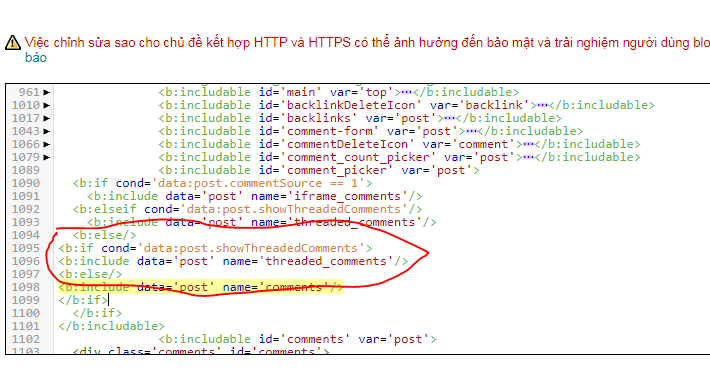 Việc chỉnh sửa sao cho chủ đề kết hợp HTTP và HTTPS có thể ảnh hưởng đến bảo mật và trải nghiệm người dùng blo
báo
961 <b:includable id='main' var='top'></b:includable>
1010 <b:includable id='backlinkDeleteIcon' var='backlink'></b:includable>
1017 <b:includable id='backlinks' var='post'></b:includable>
1043 <b:includable id='comment-form' var='post'></b:includable>
1066 <b:includable id='commentDeleteIcon' var='comment'></b:includable>
1079 <b:includable id='comment_count_picker' var='post'></b:includable>
1089 <b:includable id='comment_picker' var='post'>
1090 <b:if cond='data:post.commentSource == 1'>
1091 <b:include data='post' name='iframe_comments'/>
1092 <b:elseif cond='data:post.showThreadedComments'/>
1093 <b:include data='post' name='threaded_comments'/>
1094 <b:else/>
1095 <b:if cond='data:post.showThreadedComments'>
1096 <b:include data='post' name='threaded_comments'/>
1097 <b:else/>
1098 <b:include data='post' name='comments'/>
1099 </b:if>
1100 </b:if>
1101 </b:includable>
1102 <b:includable id='comments' var='post'>
1103 <div class='comments' id='comments'>